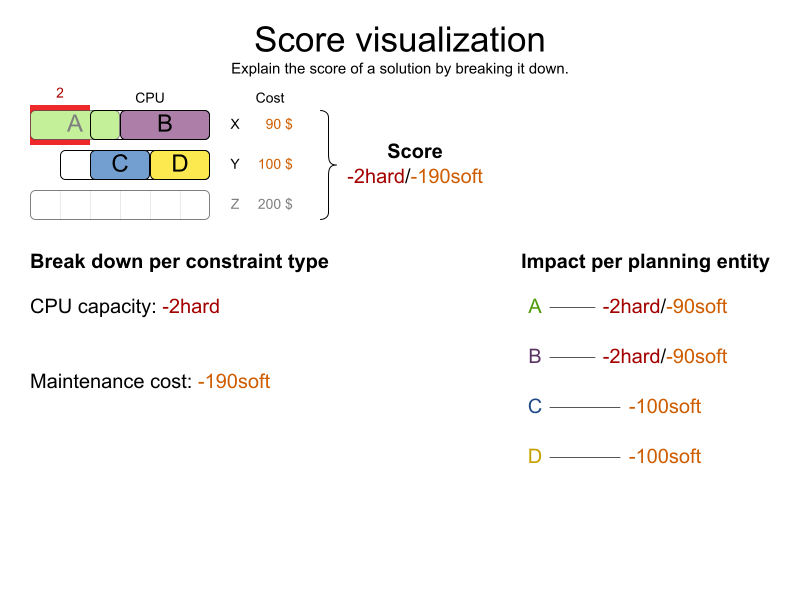 Score visualization
Explain the score of a solution by breaking it down.
2 CPU Cost
A B X 90 $
C D Y 100 $
Z 200 $
Score
-2hard/-190soft
Break down per constraint type
CPU capacity: -2hard
Maintenance cost: -190soft
Impact per planning entity
A -2hard/-90soft
B -2hard/-90soft
C -100soft
D -100soft